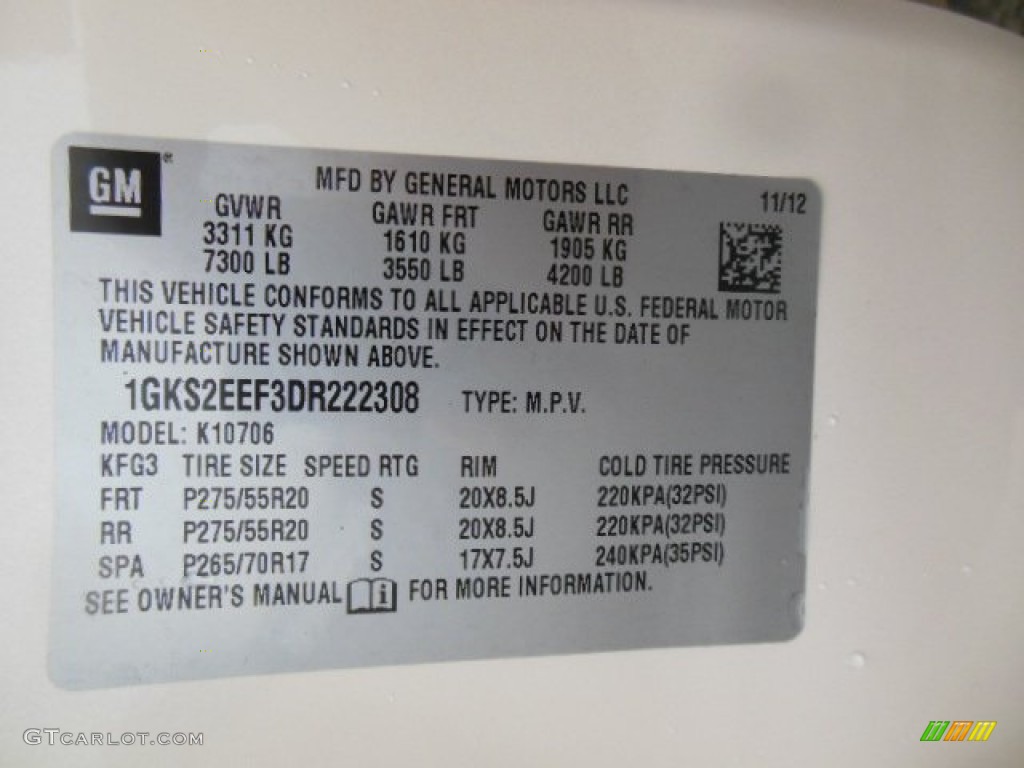 GM®
MFD BY GENERAL MOTORS LLC 11/12
GVWR GAWR FRT GAWR RR
3311 KG 1610 KG 1905 KG
7300 LB 3550 LB 4200 LB
THIS VEHICLE CONFORMS TO ALL APPLICABLE U.S. FEDERAL MOTOR
VEHICLE SAFETY STANDARDS IN EFFECT ON THE DATE OF
MANUFACTURE SHOWN ABOVE.
1GKS2EEF3DR222308 TYPE: M.P.V.
MODEL: K10706
KFG3 TIRE SIZE SPEED RTG RIM COLD TIRE PRESSURE
FRT P275/55R20 S 20X8.5J 220KPA(32PSI)
RR P275/55R20 S 20X8.5J 220KPA(32PSI)
SPA P265/70R17 S 17X7.5J 240KPA(35PSI)
SEE OWNER'S MANUAL i FOR MORE INFORMATION.
GTCARLOT.COM